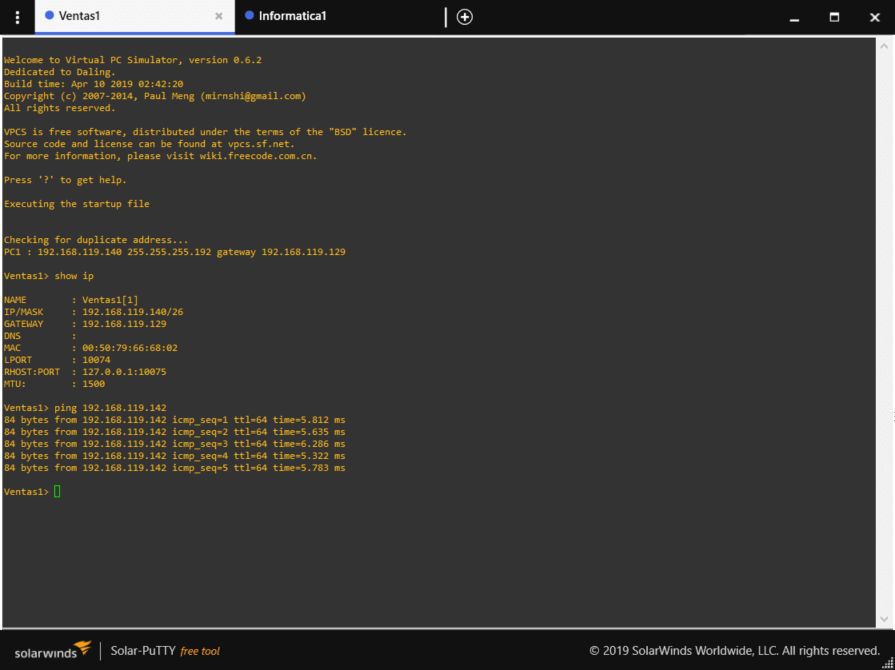 Ventas1
Informatica1
Welcome to Virtual PC Simulator, version 0.6.2
Dedicated to Daling.
Build time: Apr 10 2019 02:42:20
Copyright (c) 2007-2014, Paul Meng (mirnshi@gmail.com)
All rights reserved.
VPCS is free software, distributed under the terms of the "BSD" licence.
Source code and license can be found at vpcs.sf.net.
For more information, please visit wiki.freecode.com.cn.
Press '?' to get help.
Executing the startup file
Checking for duplicate address...
PC1 : 192.168.119.140 255.255.255.192 gateway 192.168.119.129
Ventas1> show ip
NAME        : Ventas1[1]
IP/MASK     : 192.168.119.140/26
GATEWAY     : 192.168.119.129
DNS         :
MAC         : 00:50:79:66:68:02
LPORT       : 10074
RHOST:PORT  : 127.0.0.1:10075
MTU:        : 1500
Ventas1> ping 192.168.119.142
84 bytes from 192.168.119.142 icmp_seq=1 ttl=64 time=5.812 ms
84 bytes from 192.168.119.142 icmp_seq=2 ttl=64 time=5.635 ms
84 bytes from 192.168.119.142 icmp_seq=3 ttl=64 time=6.286 ms
84 bytes from 192.168.119.142 icmp_seq=4 ttl=64 time=5.322 ms
84 bytes from 192.168.119.142 icmp_seq=5 ttl=64 time=5.783 ms
Ventas1>
solarwinds Solar-PuTTY free tool © 2019 SolarWinds Worldwide, LLC. All rights reserved.